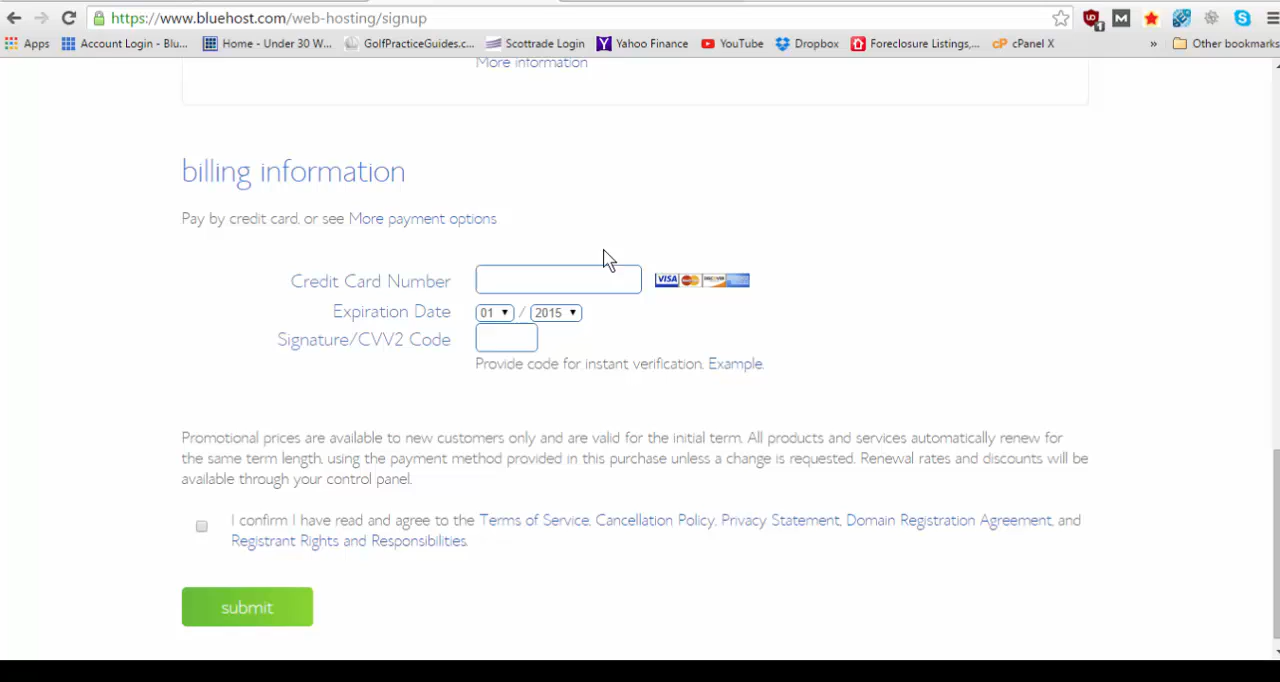 https://www.bluehost.com/web-hosting/signup
UD 1 M S
Apps Account Login - Blu... Home - Under 30 W... GolfPracticeGuides.c... Scottrade Login Yahoo Finance YouTube Dropbox Foreclosure Listings,... cP cPanel X » Other bookmarks
More information
billing information
Pay by credit card, or see More payment options
Credit Card Number VISA
Expiration Date 01 / 2015
Signature/CVV2 Code
Provide code for instant verification. Example.
Promotional prices are available to new customers only and are valid for the initial term. All products and services automatically renew for
the same term length, using the payment method provided in this purchase unless a change is requested. Renewal rates and discounts will be
available through your control panel.
I confirm I have read and agree to the Terms of Service, Cancellation Policy, Privacy Statement, Domain Registration Agreement, and
Registrant Rights and Responsibilities.
submit